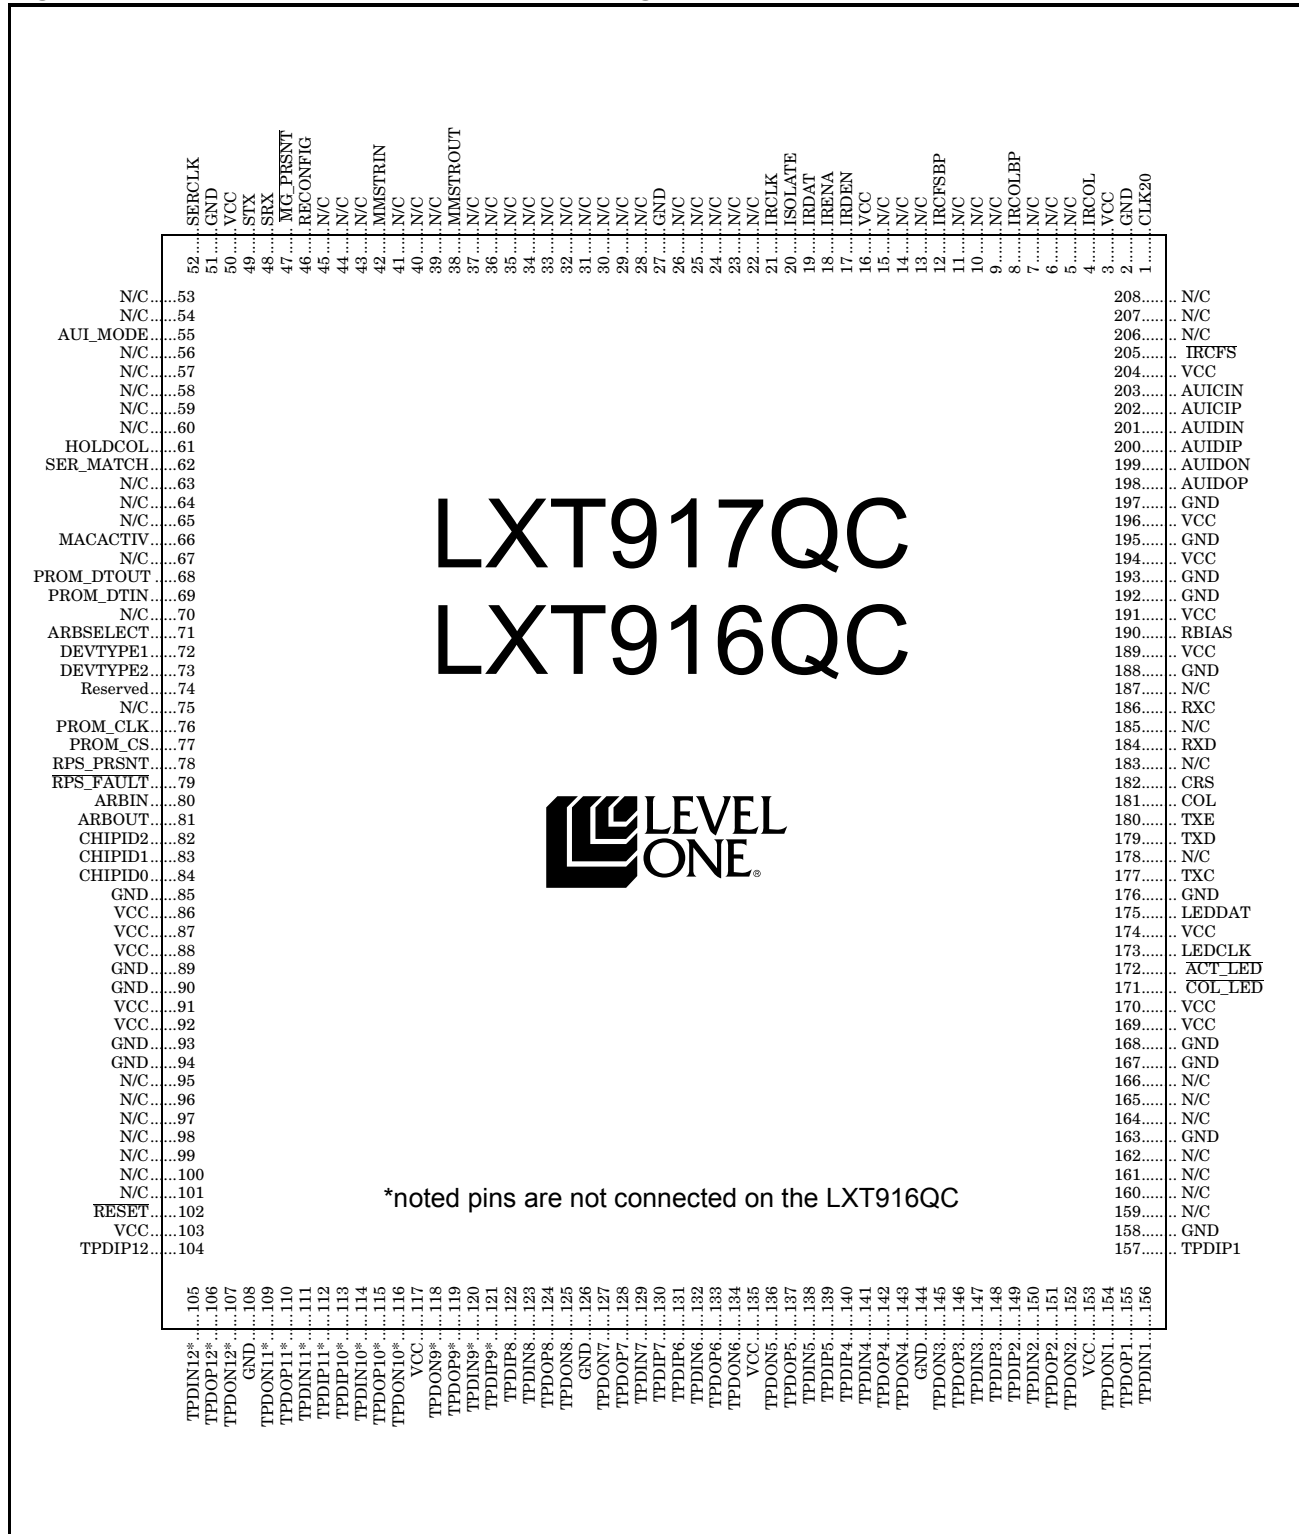 52......SERCLK
51......GND
50......VCC
49......STX
48......SRX
47......MG_PRSNT
46......RECONFIG
45......N/C
44......N/C
43......N/C
42......MMSTRIN
41......N/C
40......N/C
39......N/C
38......MMSTROUT
37......N/C
36......N/C
35......N/C
34......N/C
33......N/C
32......N/C
31......N/C
30......N/C
29......N/C
28......N/C
27......GND
26......N/C
25......N/C
24......N/C
23......N/C
22......N/C
21......IRCLK
20......ISOLATE
19......IRDAT
18......IRENA
17......IRDEN
16......VCC
15......N/C
14......N/C
13......N/C
12......IRCFSBP
11......N/C
10......N/C
9......N/C
8......IRCOLBP
7......N/C
6......N/C
5......N/C
4......IRCOL
3......VCC
2......GND
1......CLK20
N/C......53
N/C......54
AUI_MODE......55
N/C......56
N/C......57
N/C......58
N/C......59
N/C......60
HOLDCOL......61
SER_MATCH......62
N/C......63
N/C......64
N/C......65
MACACTIV......66
N/C......67
PROM_DTOUT......68
PROM_DTIN......69
N/C......70
ARBSELECT......71
DEVTYPE1......72
DEVTYPE2......73
Reserved......74
N/C......75
PROM_CLK......76
PROM_CS......77
RPS_PRSNT......78
RPS_FAULT......79
ARBIN......80
ARBOUT......81
CHIPID2......82
CHIPID1......83
CHIPID0......84
GND......85
VCC......86
VCC......87
VCC......88
GND......89
GND......90
VCC......91
VCC......92
GND......93
GND......94
N/C......95
N/C......96
N/C......97
N/C......98
N/C......99
N/C......100
N/C......101
RESET......102
VCC......103
TPDIP12......104
LXT917QC
LXT916QC
LEVEL
ONE®
*noted pins are not connected on the LXT916QC
208........ N/C
207........ N/C
206........ N/C
205........ IRCFS
204........ VCC
203........ AUICIN
202........ AUICIP
201........ AUIDIN
200........ AUIDIP
199........ AUIDON
198........ AUIDOP
197........ GND
196........ VCC
195........ GND
194........ VCC
193........ GND
192........ GND
191........ VCC
190........ RBIAS
189........ VCC
188........ GND
187........ N/C
186........ RXC
185........ N/C
184........ RXD
183........ N/C
182........ CRS
181........ COL
180........ TXE
179........ TXD
178........ N/C
177........ TXC
176........ GND
175........ LEDDAT
174........ VCC
173........ LEDCLK
172........ ACT_LED
171........ COL_LED
170........ VCC
169........ VCC
168........ GND
167........ GND
166........ N/C
165........ N/C
164........ N/C
163........ GND
162........ N/C
161........ N/C
160........ N/C
159........ N/C
158........ GND
157........ TPDIP1
TPDIN12*......105
TPDOP12*......106
TPDON12*......107
GND......108
TPDON11*......109
TPDOP11*......110
TPDIN11*......111
TPDIP11*......112
TPDIP10*......113
TPDIN10*......114
TPDOP10*......115
TPDON10*......116
VCC......117
TPDON9*......118
TPDOP9*......119
TPDIN9*......120
TPDIP9*......121
TPDIP8......122
TPDIN8......123
TPDOP8......124
TPDON8......125
GND......126
TPDON7......127
TPDOP7......128
TPDIN7......129
TPDIP7......130
TPDIP6......131
TPDIN6......132
TPDOP6......133
TPDON6......134
VCC......135
TPDON5......136
TPDOP5......137
TPDIN5......138
TPDIP5......139
TPDIP4......140
TPDIN4......141
TPDOP4......142
TPDON4......143
GND......144
TPDON3......145
TPDOP3......146
TPDIN3......147
TPDIP3......148
TPDIP2......149
TPDIN2......150
TPDOP2......151
TPDON2......152
VCC......153
TPDON1......154
TPDOP1......155
TPDIN1......156